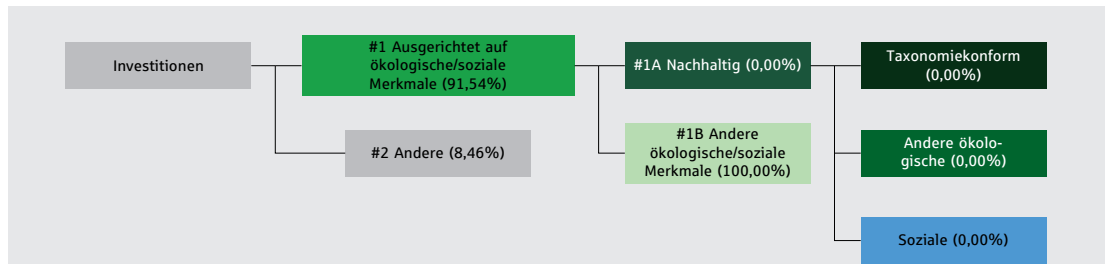 Investitionen
#1 Ausgerichtet auf
ökologische/soziale
Merkmale (91,54%)
#2 Andere (8,46%)
#1A Nachhaltig (0,00%)
#1B Andere
ökologische/soziale
Merkmale (100,00%)
Taxonomiekonform
(0,00%)
Andere ökolo-
gische (0,00%)
Soziale (0,00%)